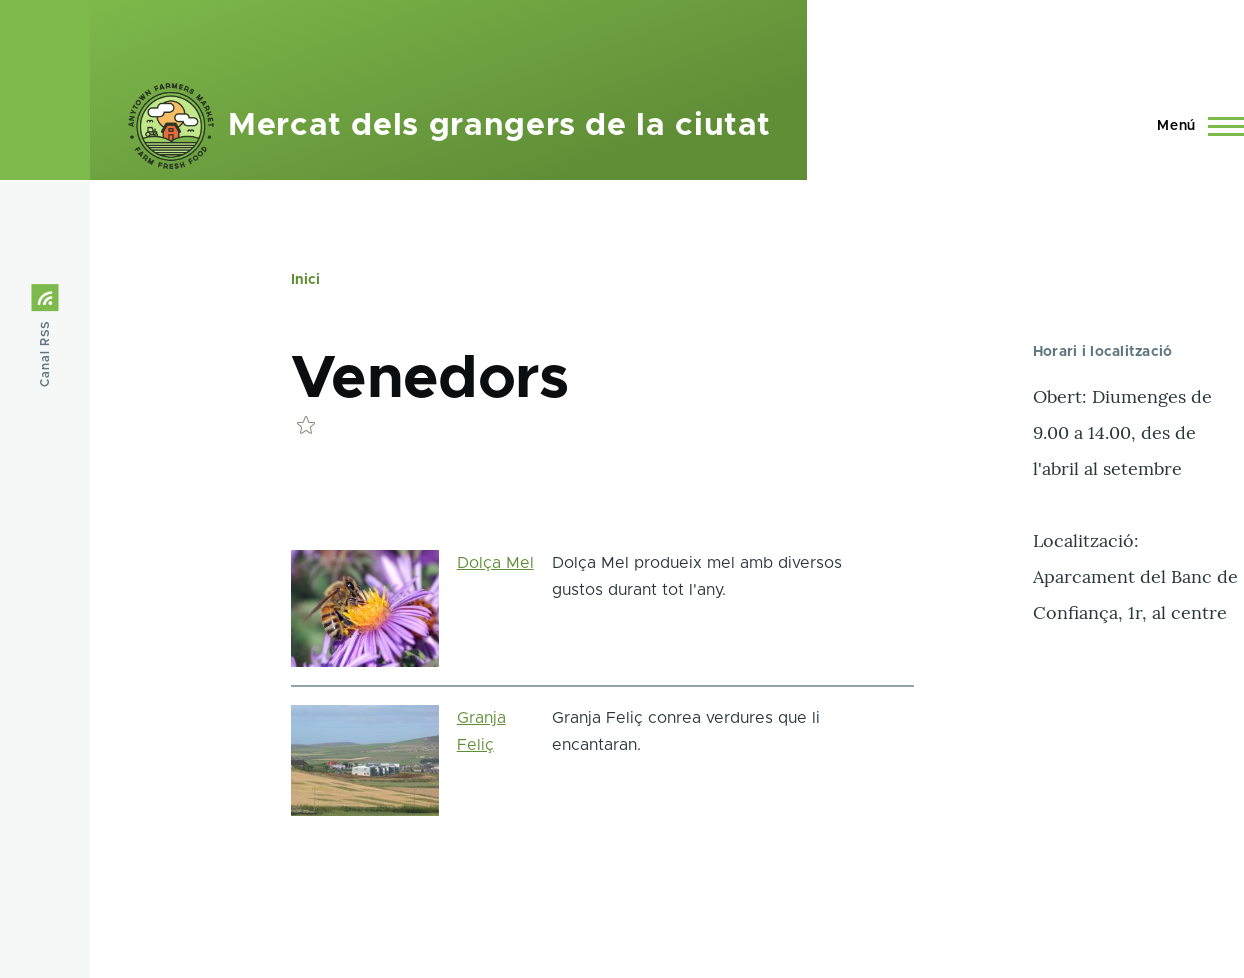 ANYTOWN FARMERS MARKET
FARM FRESH FOOD
Mercat dels grangers de la ciutat
Menú
Canal RSS
Inici
Venedors
Dolça Mel
Dolça Mel produeix mel amb diversos
gustos durant tot l'any.
Granja
Feliç
Granja Feliç conrea verdures que li
encantaran.
Horari i localització
Obert: Diumenges de
9.00 a 14.00, des de
l'abril al setembre
Localització:
Aparcament del Banc de
Confiança, 1r, al centre